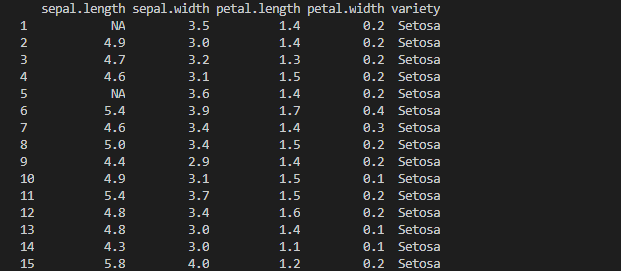 sepal.length sepal.width petal.length petal.width variety
1 NA 3.5 1.4 0.2 Setosa
2 4.9 3.0 1.4 0.2 Setosa
3 4.7 3.2 1.3 0.2 Setosa
4 4.6 3.1 1.5 0.2 Setosa
5 NA 3.6 1.4 0.2 Setosa
6 5.4 3.9 1.7 0.4 Setosa
7 4.6 3.4 1.4 0.3 Setosa
8 5.0 3.4 1.5 0.2 Setosa
9 4.4 2.9 1.4 0.2 Setosa
10 4.9 3.1 1.5 0.1 Setosa
11 5.4 3.7 1.5 0.2 Setosa
12 4.8 3.4 1.6 0.2 Setosa
13 4.8 3.0 1.4 0.1 Setosa
14 4.3 3.0 1.1 0.1 Setosa
15 5.8 4.0 1.2 0.2 Setosa